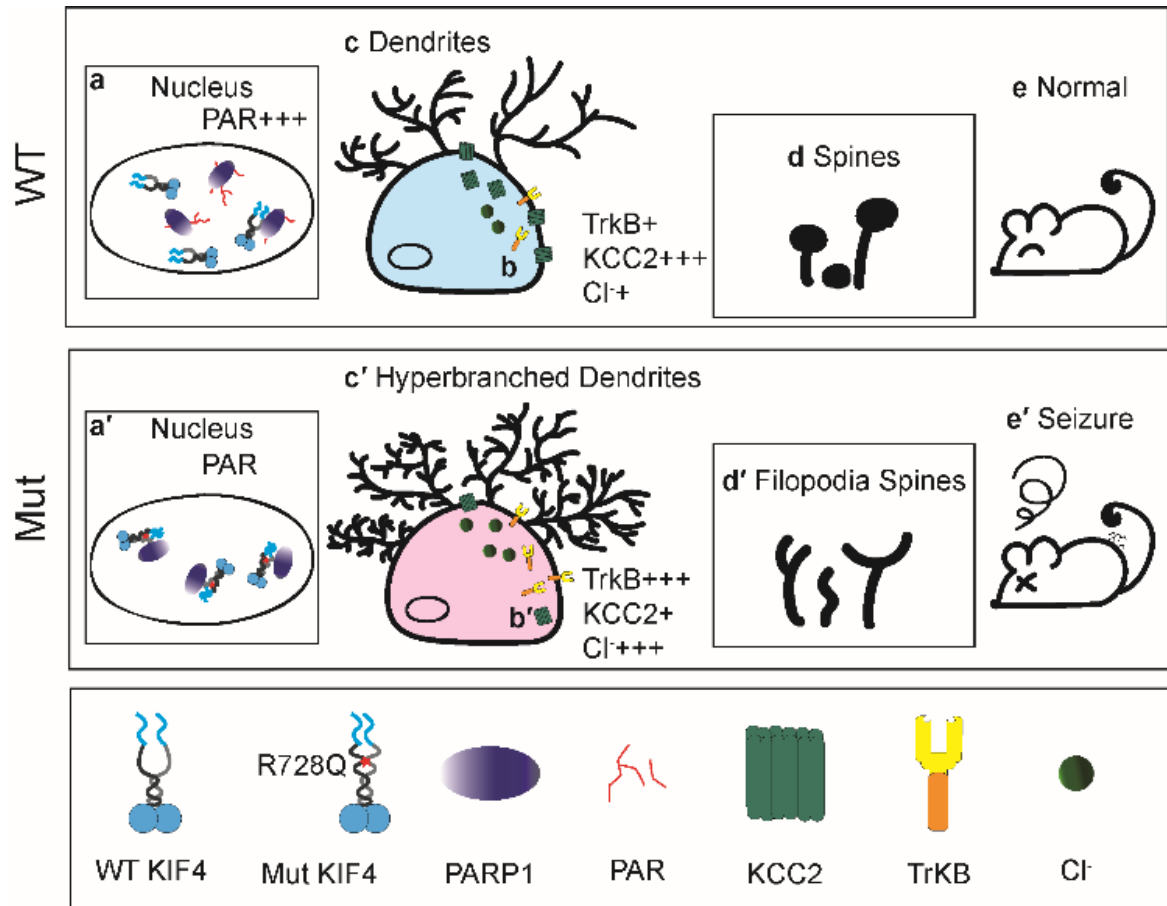 WT
a
Nucleus
PAR+++
c Dendrites
b
TrkB+
KCC2+++
Cl-+
d Spines
e Normal
Mut
a′
Nucleus
PAR
c′ Hyperbranched Dendrites
b′
TrkB+++
KCC2+
Cl-+++
d′ Filopodia Spines
e′ Seizure
R728Q
WT KIF4
Mut KIF4
PARP1
PAR
KCC2
TrKB
Cl-